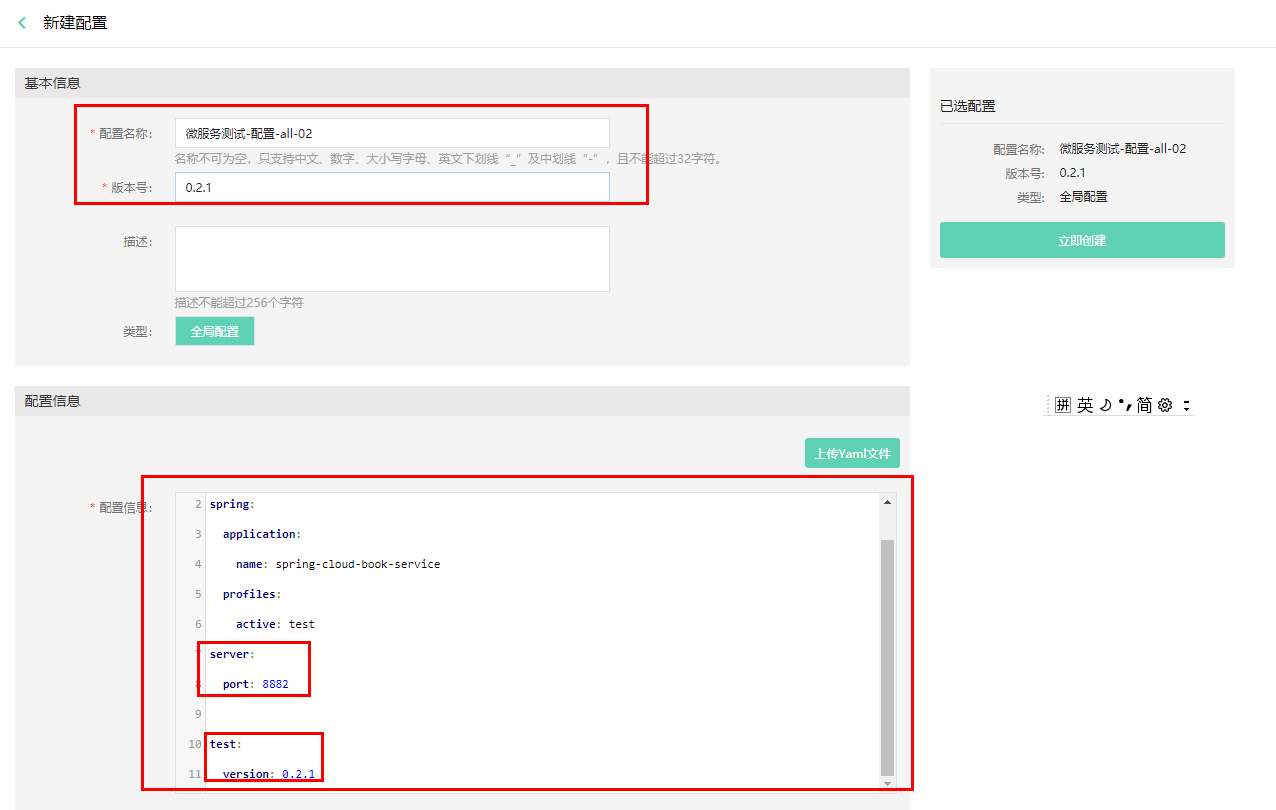 新建配置
基本信息
* 配置名称: 微服务测试-配置-all-02
名称不可为空，只支持中文、数字、大小写字母、英文下划线“_”及中划线“-”，且不能超过32字符。
* 版本号: 0.2.1
描述:
描述不能超过256个字符
类型: 全局配置
已选配置
配置名称: 微服务测试-配置-all-02
版本号: 0.2.1
类型: 全局配置
立即创建
配置信息
上传Yaml文件
* 配置信息:
2 spring:
3 application:
4 name: spring-cloud-book-service
5 profiles:
6 active: test
7 server:
8 port: 8882
9
10 test:
11 version: 0.2.1
拼 英 简